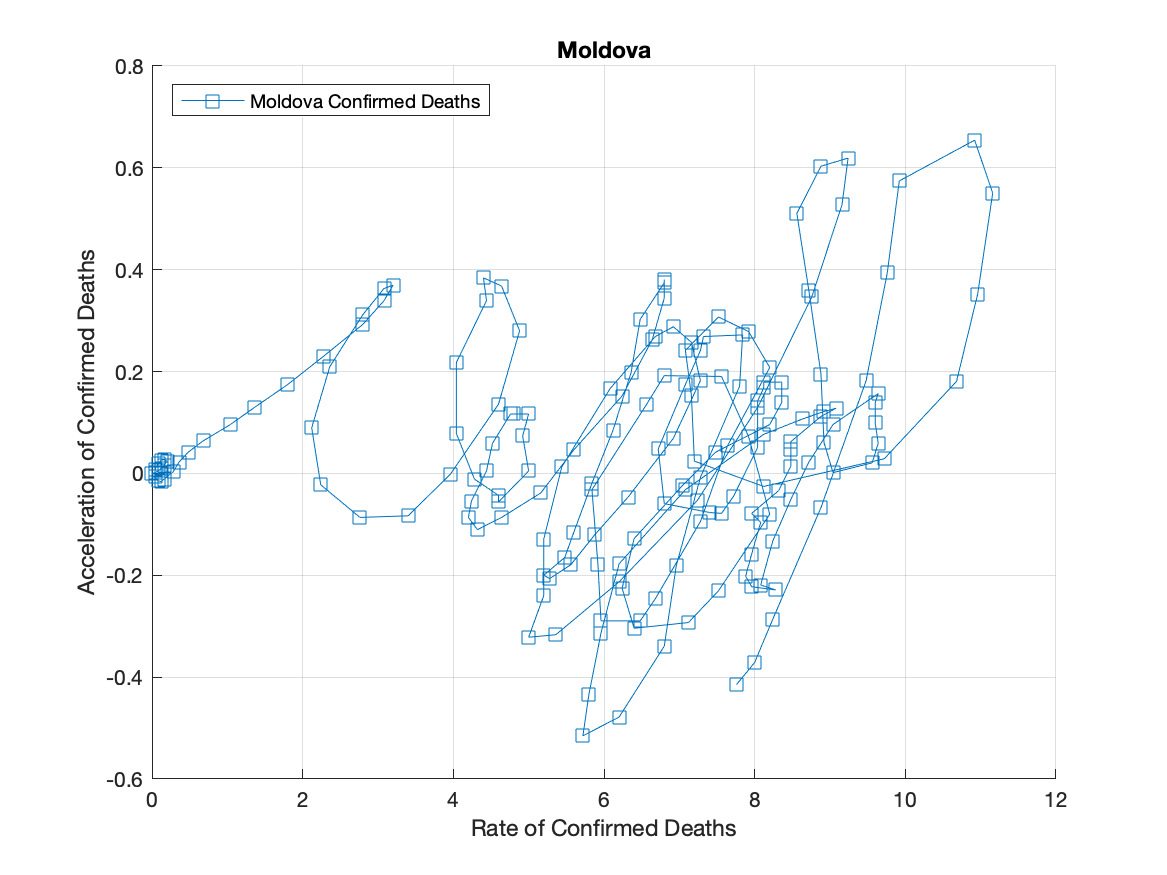 Moldova
Moldova Confirmed Deaths
Acceleration of Confirmed Deaths
0.8
0.6
0.4
0.2
0
-0.2
-0.4
-0.6
0 2 4 6 8 10 12
Rate of Confirmed Deaths